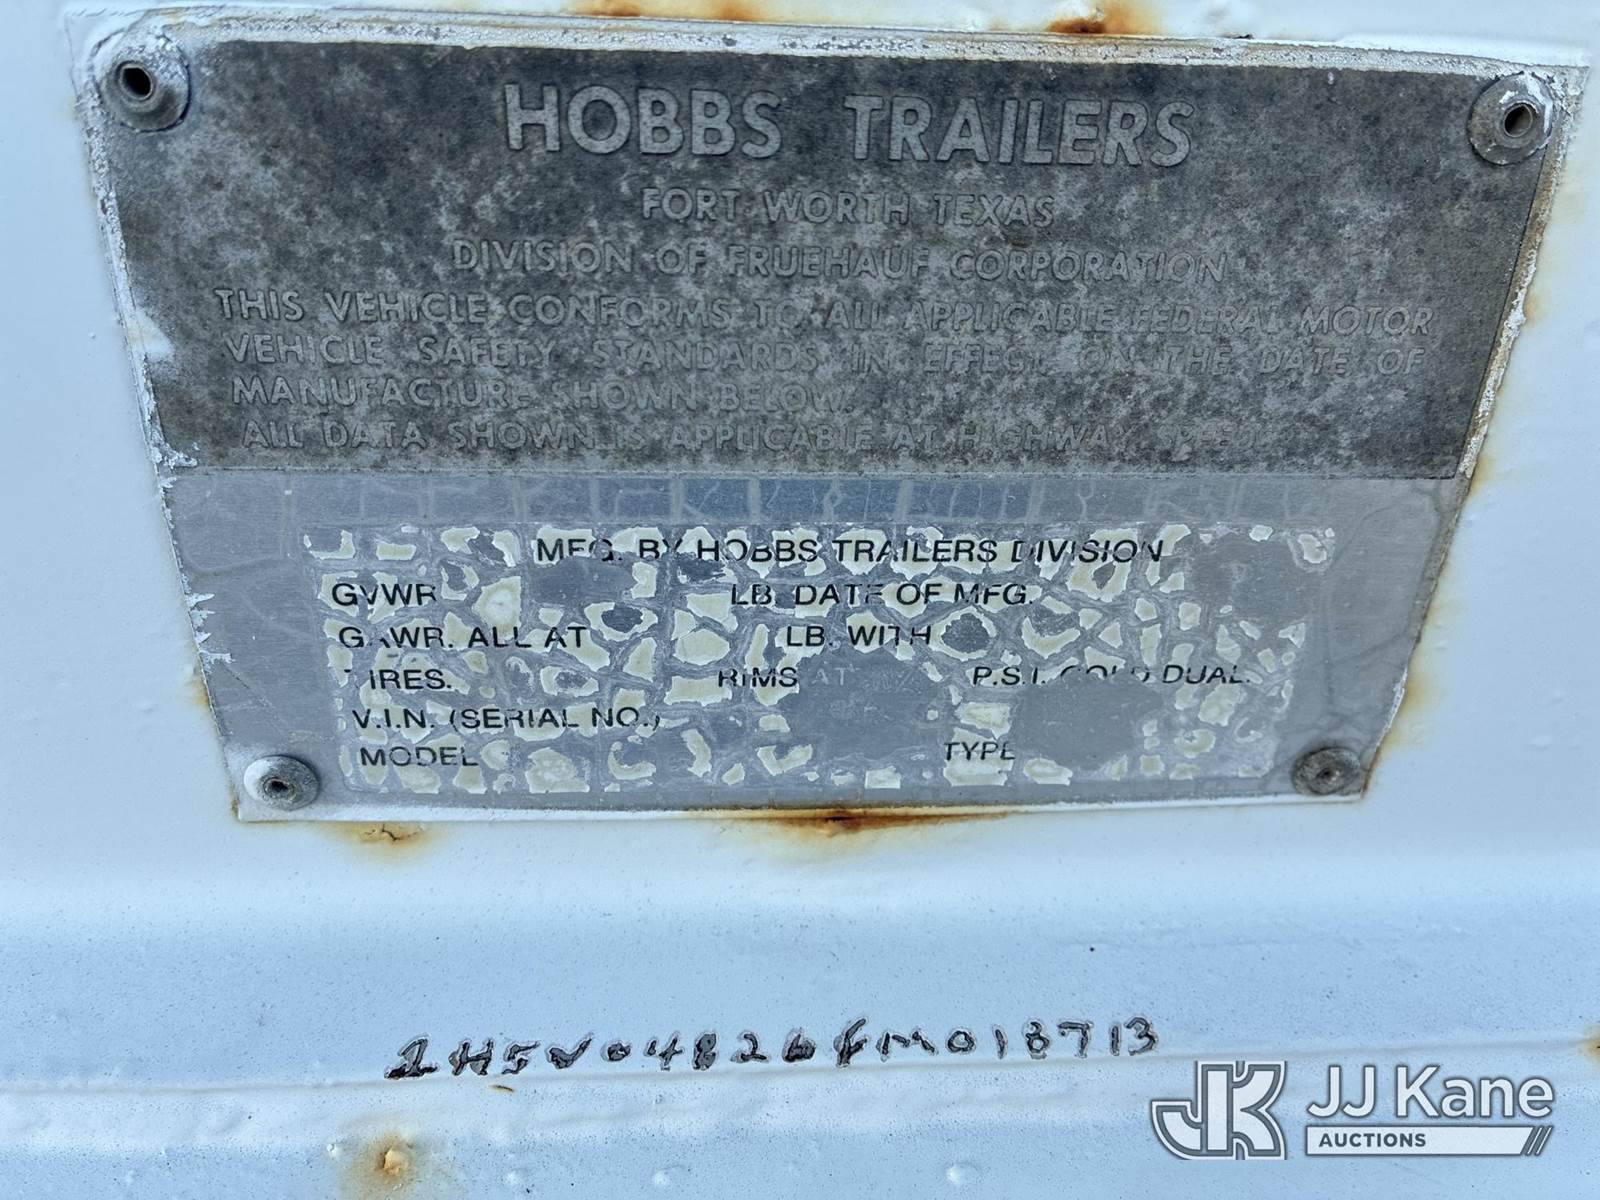 HOBBS TRAILERS
FORT WORTH TEXAS
DIVISION OF FRUEHAUF CORPORATION
THIS VEHICLE CONFORMS TO ALL APPLICABLE FEDERAL MOTOR
VEHICLE SAFETY STANDARDS IN EFFECT ON THE DATE OF
MANUFACTURE SHOWN BELOW.
ALL DATA SHOWN IS APPLICABLE AT HIGHWAY SPEED
MFG. BY HOBBS TRAILERS DIVISION
GVWR LB. DATE OF MFG.
GAWR. ALL AT LB. WITH
TIRES. RIMS AT P.S.I. COLD DUAL.
V.I.N. (SERIAL NO.)
MODEL TYPE
JJ Kane
AUCTIONS